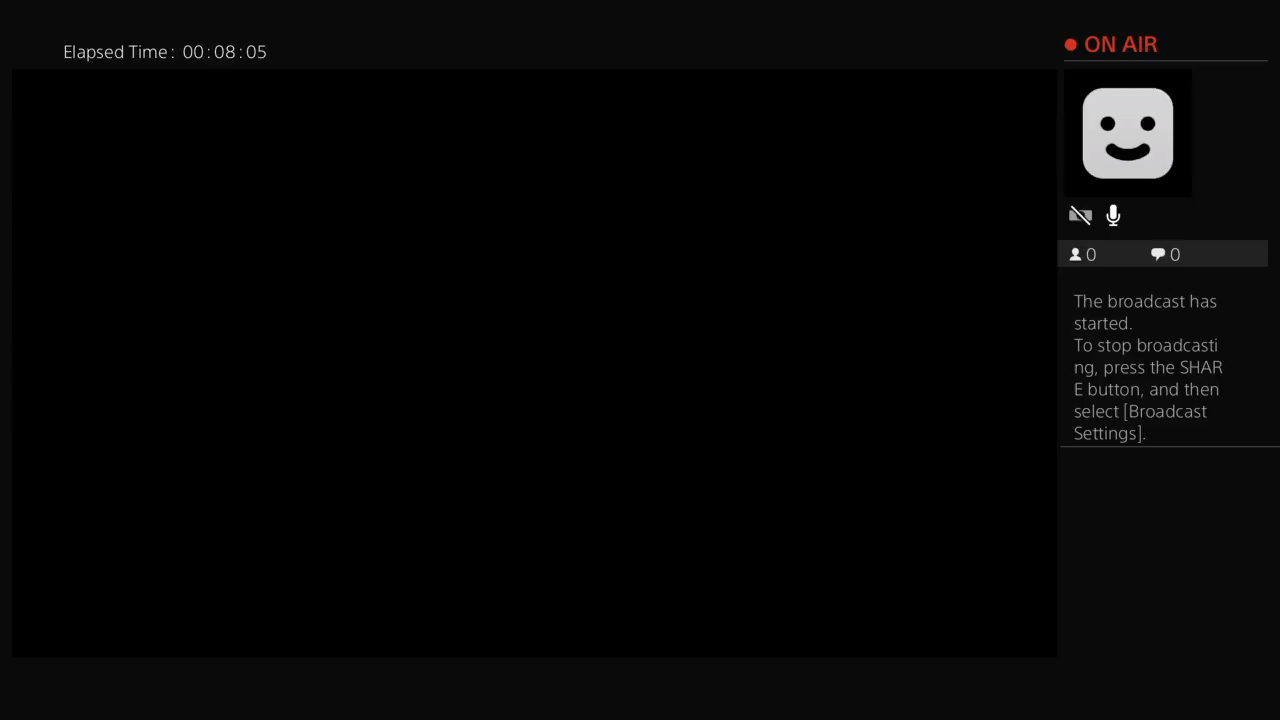 Elapsed Time: 00:08:05
ON AIR
0 0
The broadcast has
started.
To stop broadcasti
ng, press the SHAR
E button, and then
select [Broadcast
Settings].